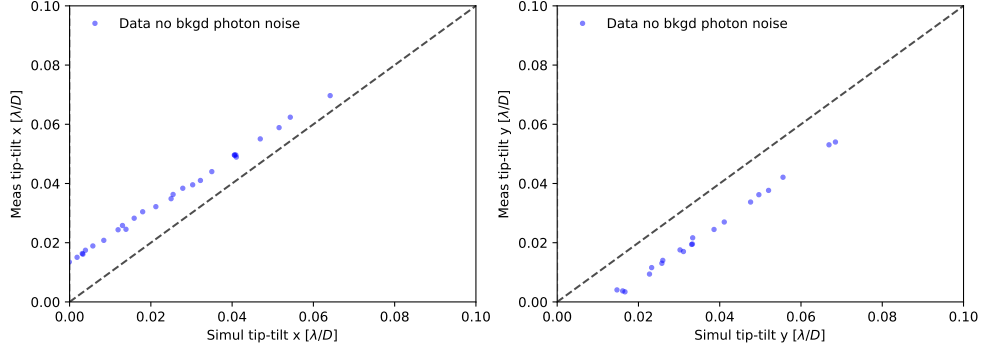 0.10
0.08
0.06
0.04
0.02
0.00
Meas tip-tilt x [λ/D]
Data no bkgd photon noise
0.00 0.02 0.04 0.06 0.08 0.10
Simul tip-tilt x [λ/D]
0.10
0.08
0.06
0.04
0.02
0.00
Meas tip-tilt y [λ/D]
Data no bkgd photon noise
0.00 0.02 0.04 0.06 0.08 0.10
Simul tip-tilt y [λ/D]